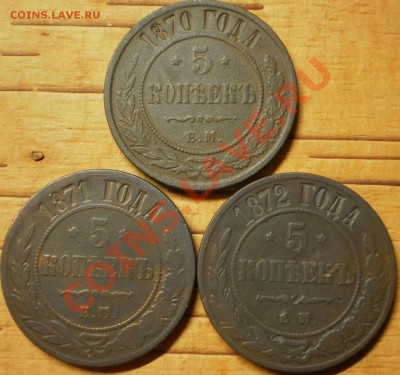 COINS.LAVE.RU
1870 ГОДА
5
КОПѢЕКЪ
Е.М.
1871 ГОДА
5
КОПѢЕКЪ
Е.М.
1872 ГОДА
5
КОПѢЕКЪ
Е.М.
COINS.LAVE.RU
COINS.LAVE.RU